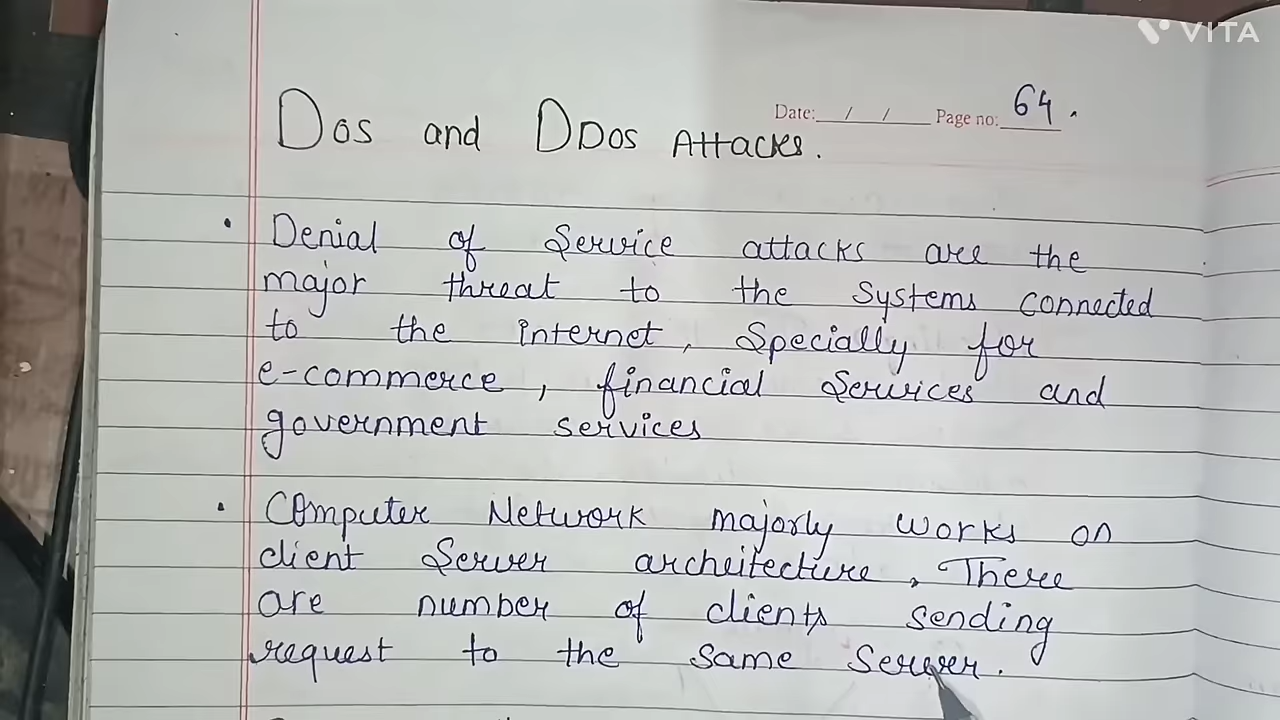 VITA
Date: / / Page no: 64.
Dos and DDos Attacks.
• Denial of Service attacks are the
major threat to the Systems connected
to the internet, Specially for
e-commerce, financial Services and
government services
• Computer Network majorly works on
client Server archeitecture, There
are number of clients sending
request to the same Server.